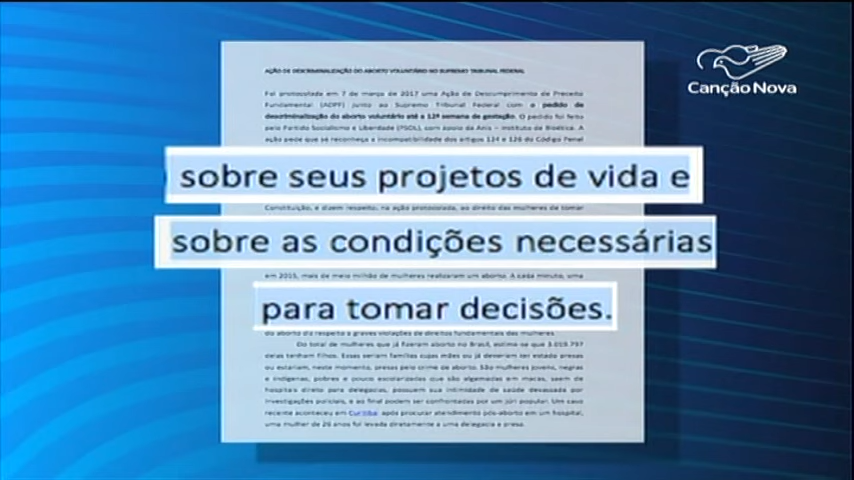 Canção Nova
AÇÃO DE DESCRIMINALIZAÇÃO DO ABORTO VOLUNTÁRIO NO SUPREMO TRIBUNAL FEDERAL
Foi protocolada em 7 de março de 2017 uma Ação de Descumprimento de Preceito
Fundamental (ADPF) junto ao Supremo Tribunal Federal com o pedido de
descriminalização do aborto voluntário até a 12ª semana de gestação. O pedido foi feito
pelo Partido Socialismo e Liberdade (PSOL), com apoio da Anis – Instituto de Bioética. A
ação pede que se reconheça a incompatibilidade dos artigos 124 e 126 do Código Penal
sobre seus projetos de vida e
Constituição, e dizem respeito, na ação protocolada, ao direito das mulheres de tomar
sobre as condições necessárias
em 2015, mais de meio milhão de mulheres realizaram um aborto. A cada minuto, uma
para tomar decisões.
do aborto diz respeito a graves violações de direitos fundamentais das mulheres.
Do total de mulheres que já fizeram aborto no Brasil, estima-se que 3.019.797
delas tenham filhos. Essas seriam famílias cujas mães ou já deveriam ter estado presas
ou estariam, neste momento, presas pelo crime de aborto. São mulheres jovens, negras
e indígenas, pobres e pouco escolarizadas que são algemadas em macas, saem de
hospitais direto para delegacias, possuem sua intimidade de saúde devassada por
investigações policiais, e ao final podem ser confrontadas por um júri popular. Um caso
recente aconteceu em Curitiba: após procurar atendimento pós-aborto em um hospital,
uma mulher de 26 anos foi levada diretamente a uma delegacia e presa.